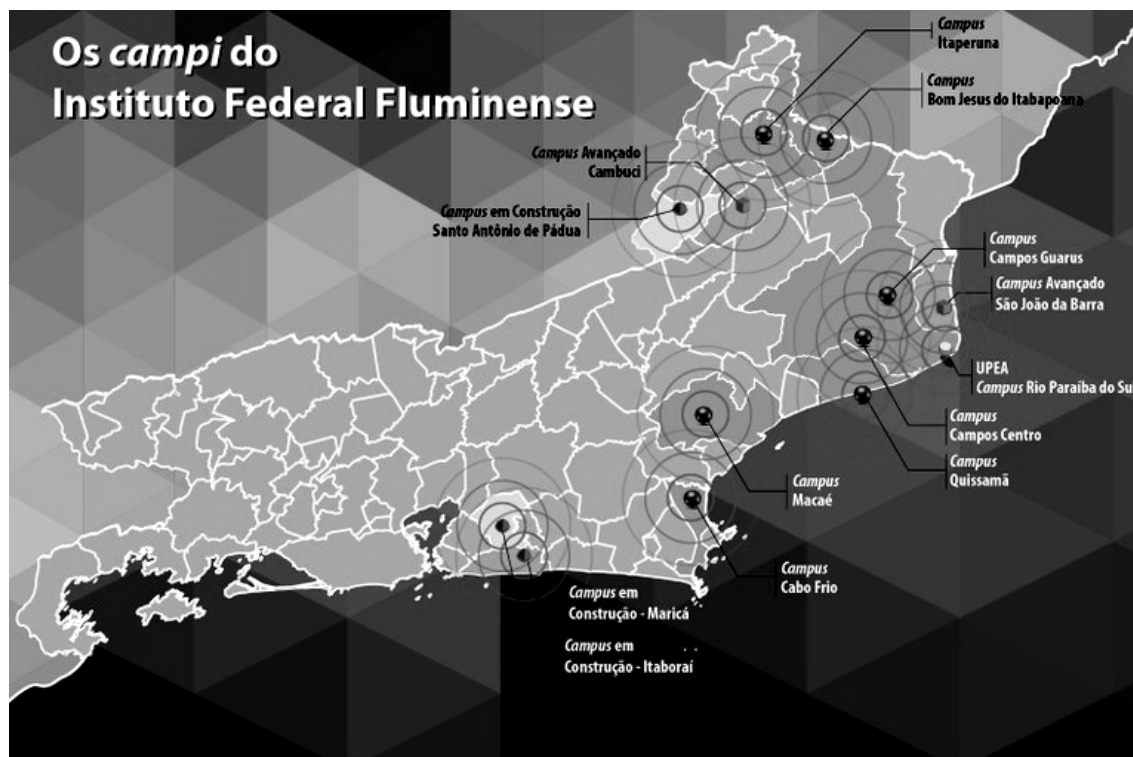 Os campi do
Instituto Federal Fluminense
Campus
Itaperuna
Campus
Bom Jesus do Itabapoana
Campus Avançado
Cambuci
Campus em Construção
Santo Antônio de Pádua
Campus
Campos Guarus
Campus Avançado
São João da Barra
UPEA
Campus Rio Paraíba do Su
Campus
Campos Centro
Campus
Quissamã
Campus
Macaé
Campus
Cabo Frio
Campus em
Construção - Maricá
Campus em
Construção - Itaboraí